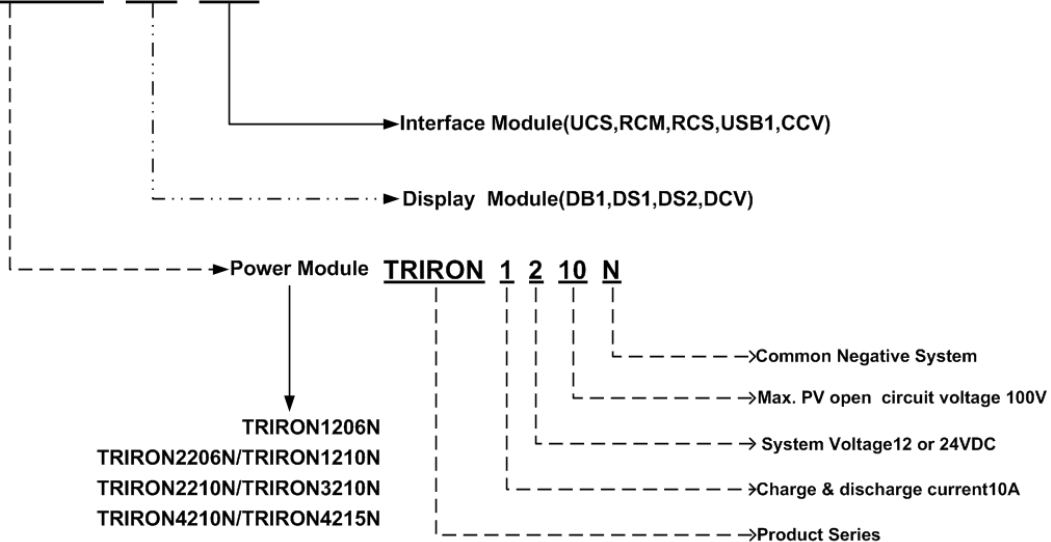 Interface Module(UCS,RCM,RCS,USB1,CCV)
Display Module(DB1,DS1,DS2,DCV)
Power Module TRIRON 1 2 10 N
Common Negative System
Max. PV open circuit voltage 100V
TRIRON1206N
System Voltage12 or 24VDC
TRIRON2206N/TRIRON1210N
TRIRON2210N/TRIRON3210N
Charge & discharge current10A
TRIRON4210N/TRIRON4215N
Product Series